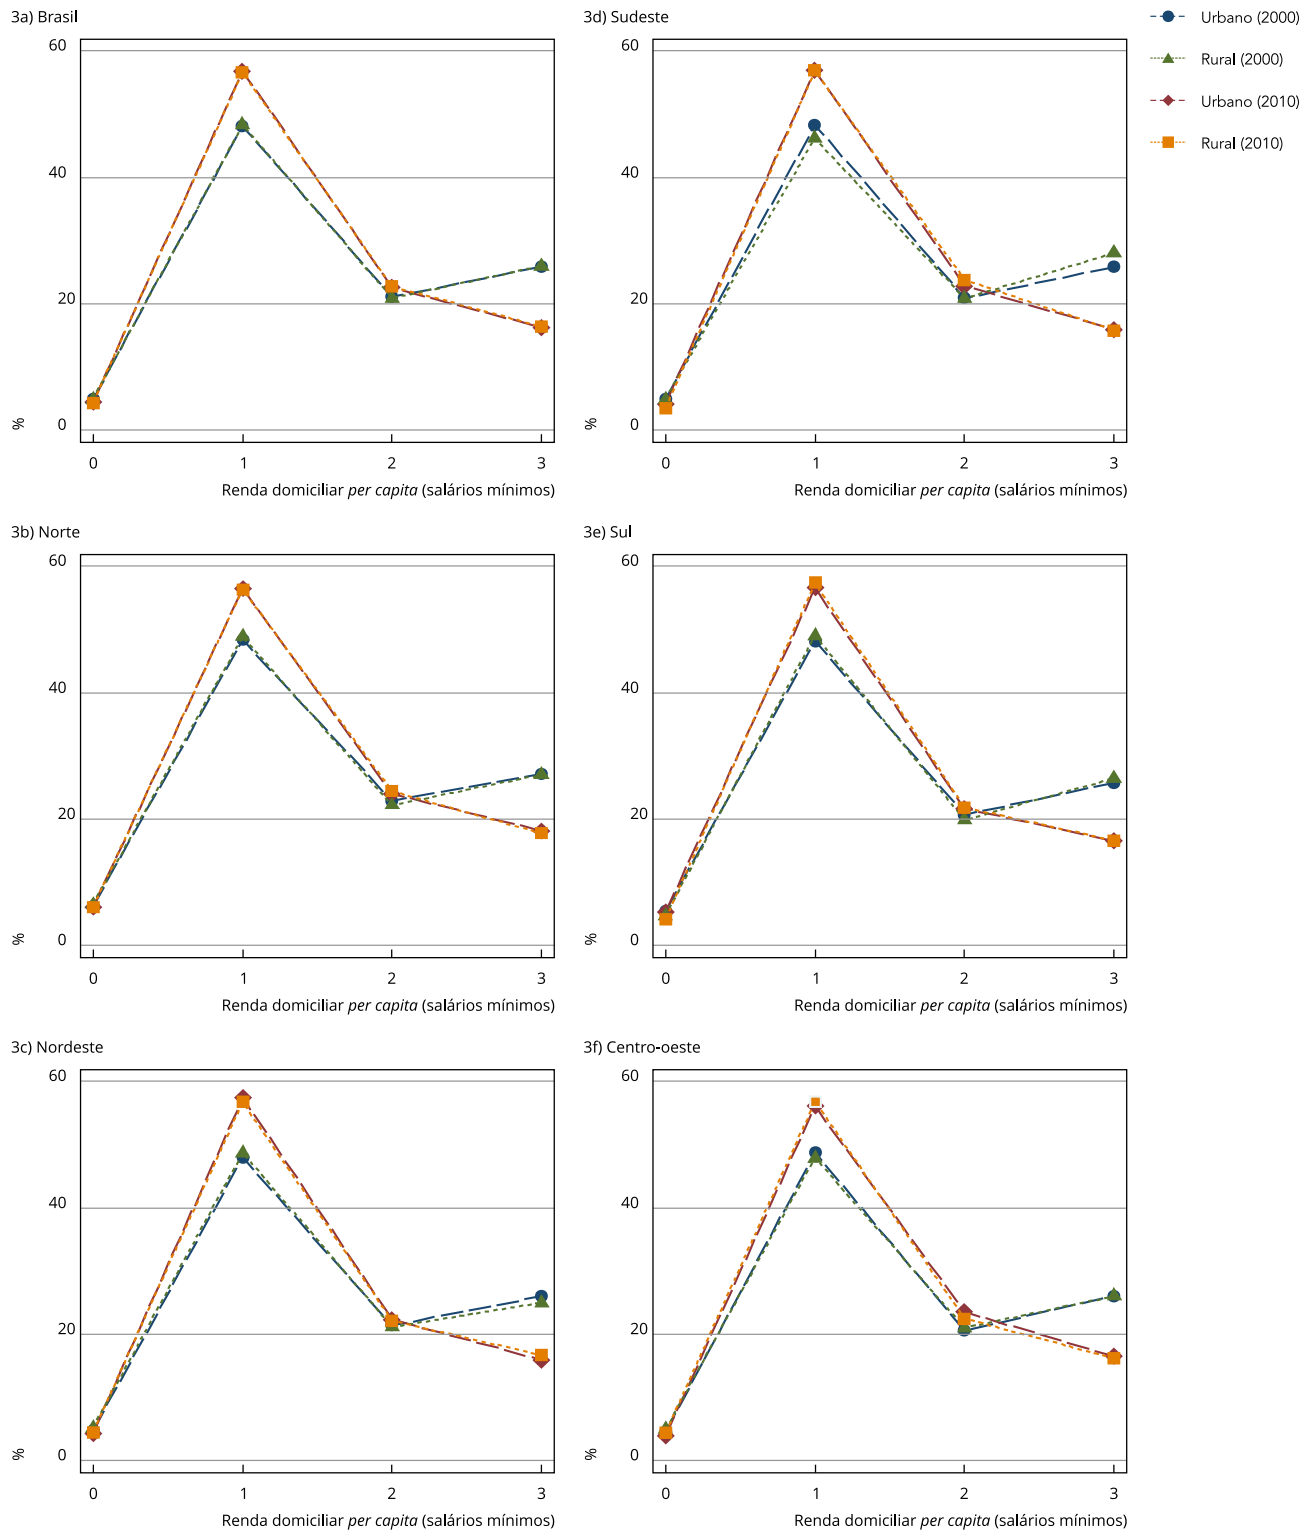 3a) Brasil
60
40
20
0
%
0 1 2 3
Renda domiciliar per capita (salários mínimos)
3d) Sudeste
60
40
20
0
%
0 1 2 3
Renda domiciliar per capita (salários mínimos)
Urbano (2000)
Rural (2000)
Urbano (2010)
Rural (2010)
3b) Norte
60
40
20
0
%
0 1 2 3
Renda domiciliar per capita (salários mínimos)
3e) Sul
60
40
20
0
%
0 1 2 3
Renda domiciliar per capita (salários mínimos)
3c) Nordeste
60
40
20
0
%
0 1 2 3
Renda domiciliar per capita (salários mínimos)
3f) Centro-oeste
60
40
20
0
%
0 1 2 3
Renda domiciliar per capita (salários mínimos)